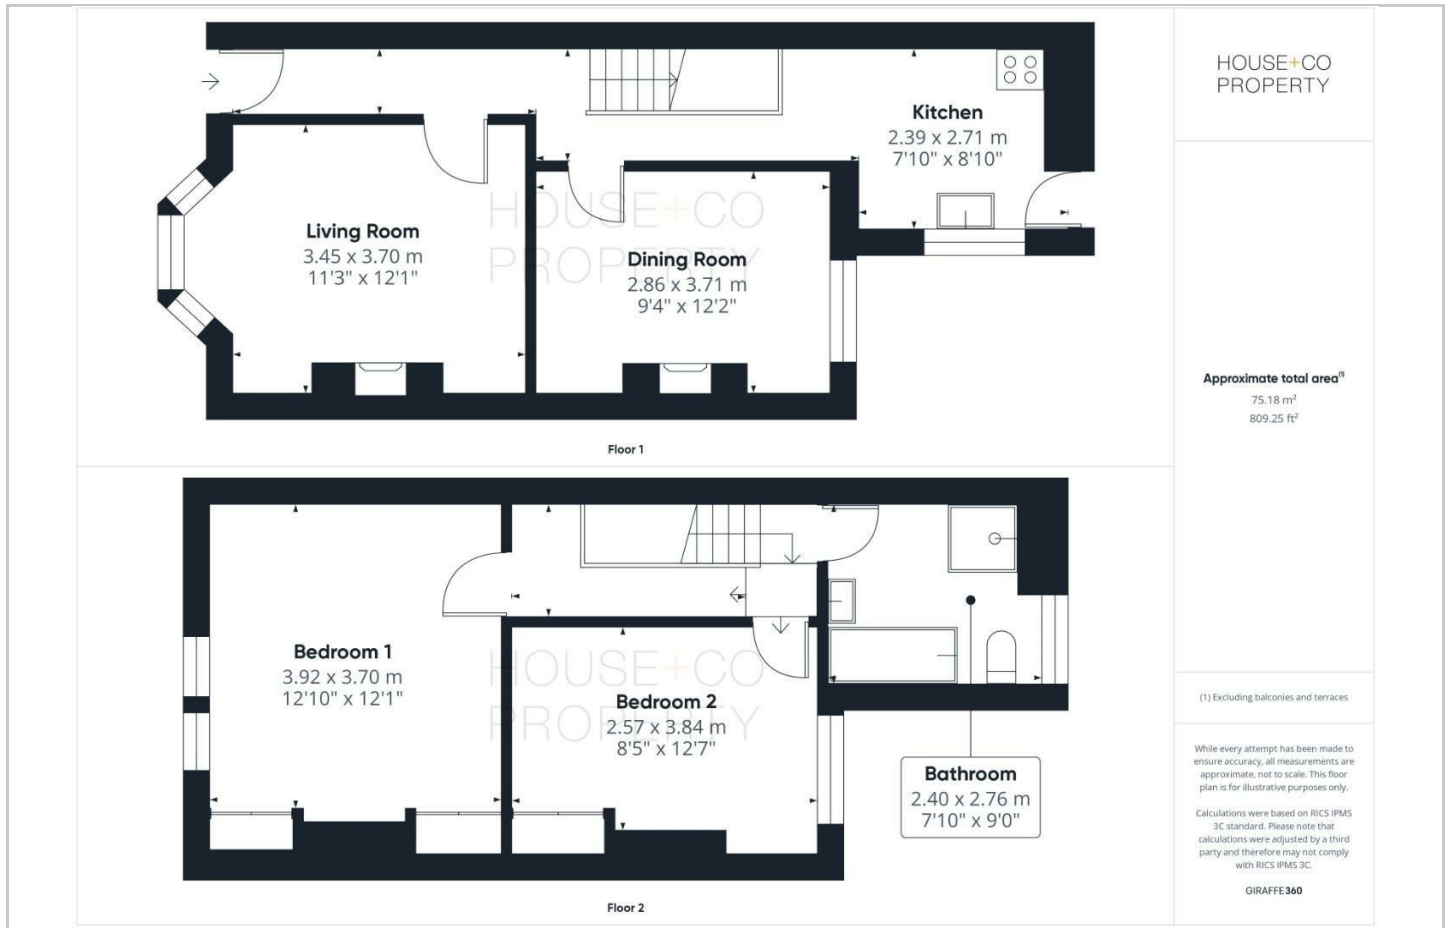 HOUSE+CO
PROPERTY
Kitchen
2.39 x 2.71 m
7'10" x 8'10"
Living Room
3.45 x 3.70 m
11'3" x 12'1"
HOUSE+CO
PROPERTY
Dining Room
2.86 x 3.71 m
9'4" x 12'2"
Floor 1
Approximate total area(1)
75.18 m²
809.25 ft²
Bedroom 1
3.92 x 3.70 m
12'10" x 12'1"
HOUSE+CO
PROPERTY
Bedroom 2
2.57 x 3.84 m
8'5" x 12'7"
Bathroom
2.40 x 2.76 m
7'10" x 9'0"
Floor 2
(1) Excluding balconies and terraces
While every attempt has been made to
ensure accuracy, all measurements are
approximate, not to scale. This floor
plan is for illustrative purposes only.
Calculations were based on RICS IPMS
3C standard. Please note that
calculations were adjusted by a third
party and therefore may not comply
with RICS IPMS 3C.
GIRAFFE360